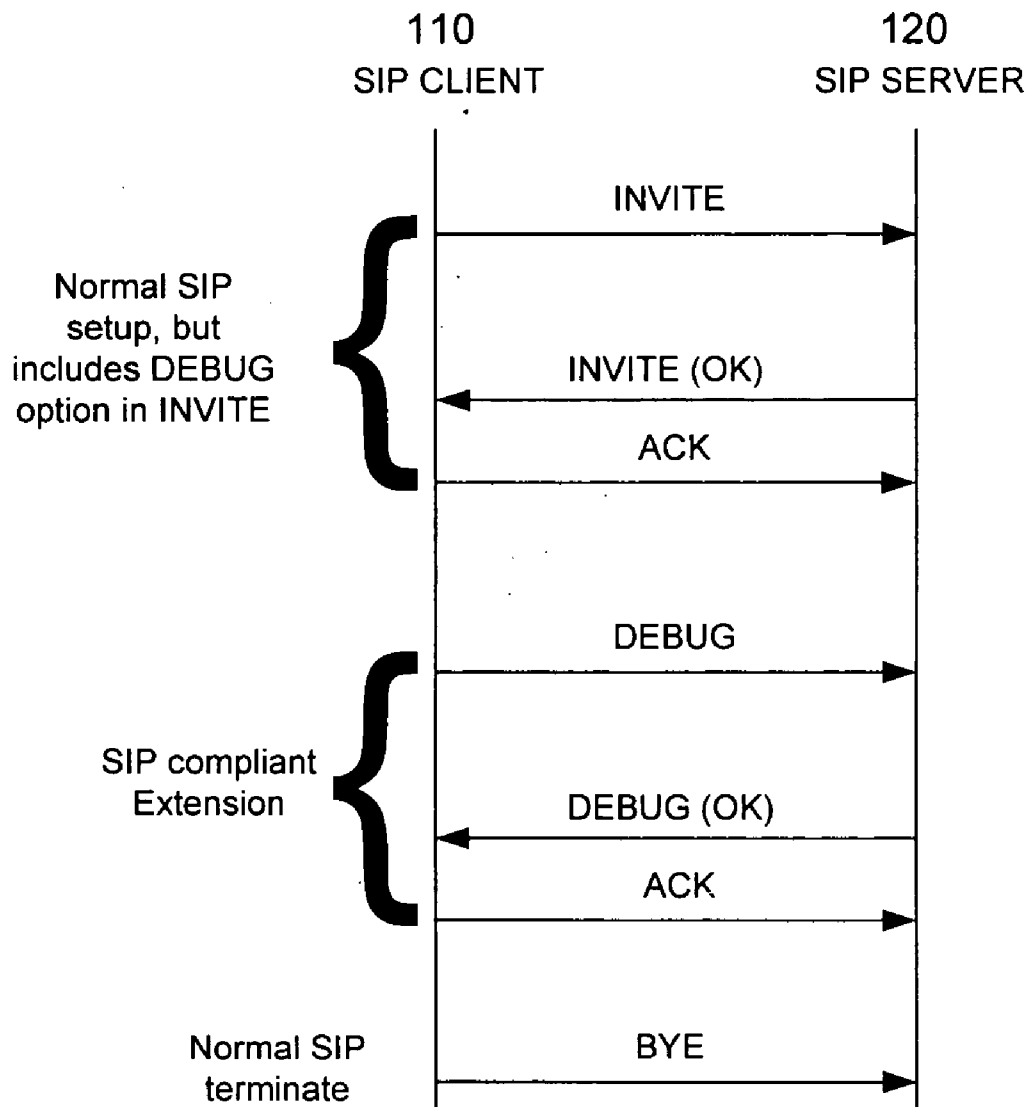 110
SIP CLIENT
120
SIP SERVER
INVITE
Normal SIP
setup, but
includes DEBUG
option in INVITE
INVITE (OK)
ACK
DEBUG
SIP compliant
Extension
DEBUG (OK)
ACK
Normal SIP
terminate
BYE